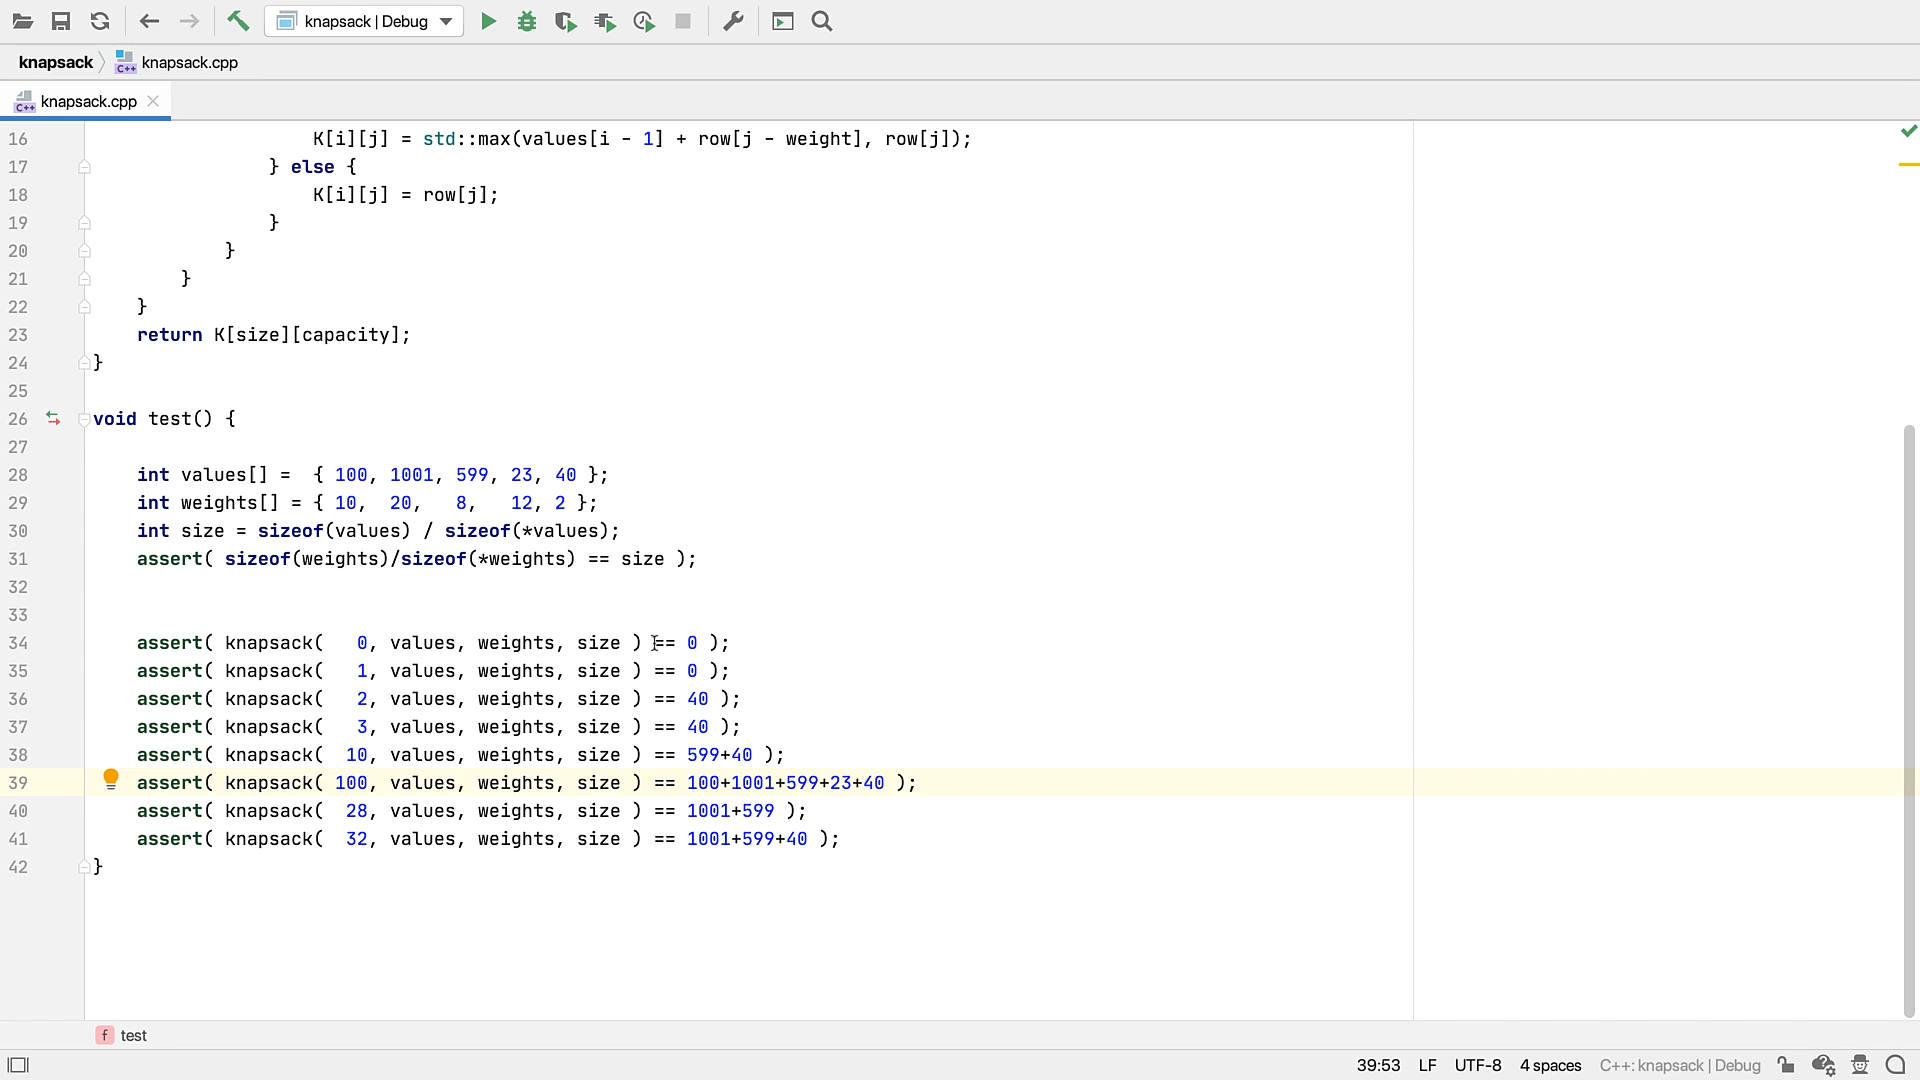 knapsack | Debug
knapsack
C++
knapsack.cpp
C++
knapsack.cpp
16                 K[i][j] = std::max(values[i - 1] + row[j - weight], row[j]);
17             } else {
18                 K[i][j] = row[j];
19             }
20         }
21     }
22 }
23 return K[size][capacity];
24 }
25
26 void test() {
27
28     int values[] =  { 100, 1001, 599, 23, 40 };
29     int weights[] = { 10,  20,   8,   12, 2 };
30     int size = sizeof(values) / sizeof(*values);
31     assert( sizeof(weights)/sizeof(*weights) == size );
32
33
34     assert( knapsack(   0, values, weights, size ) == 0 );
35     assert( knapsack(   1, values, weights, size ) == 0 );
36     assert( knapsack(   2, values, weights, size ) == 40 );
37     assert( knapsack(   3, values, weights, size ) == 40 );
38     assert( knapsack(  10, values, weights, size ) == 599+40 );
39     assert( knapsack( 100, values, weights, size ) == 100+1001+599+23+40 );
40     assert( knapsack(  28, values, weights, size ) == 1001+599 );
41     assert( knapsack(  32, values, weights, size ) == 1001+599+40 );
42 }
f test
39:53 LF UTF-8 4 spaces C++: knapsack | Debug